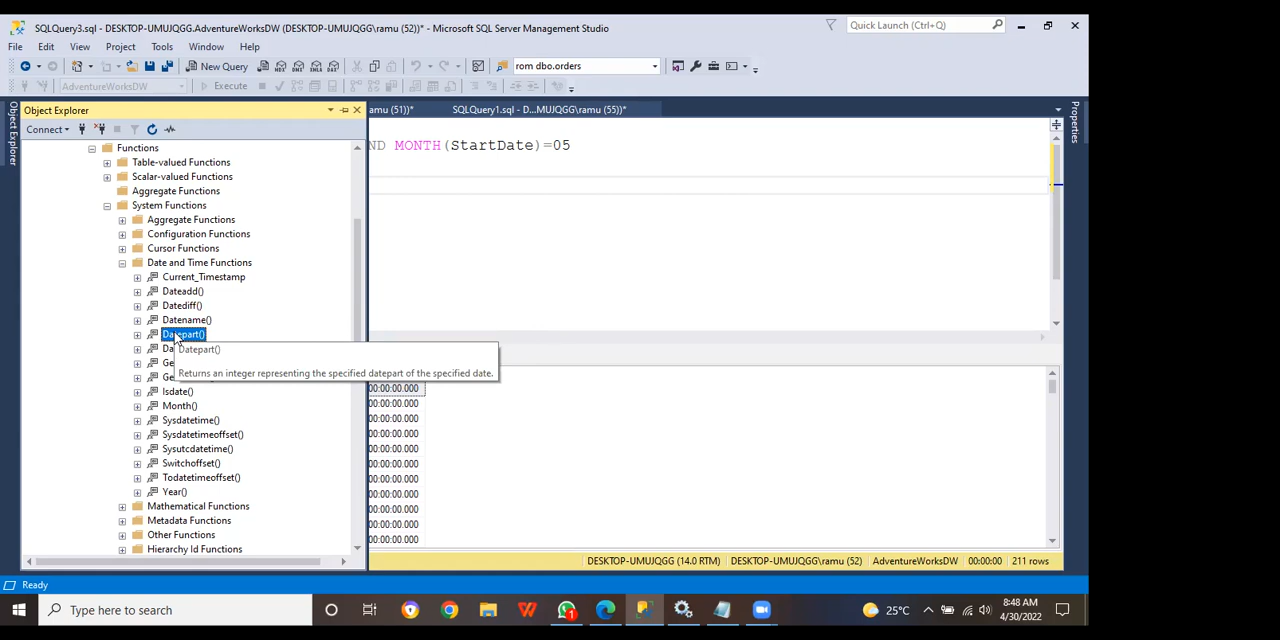 SQLQuery3.sql - DESKTOP-UMUJQGG.AdventureWorksDW (DESKTOP-UMUJQGG\ramu (52))* - Microsoft SQL Server Management Studio
Quick Launch (Ctrl+Q)
File Edit View Project Tools Window Help
New Query
rom dbo.orders
AdventureWorksDW
Execute
Object Explorer
Object Explorer
amu (51))*
SQLQuery1.sql - D...MUJQGG\ramu (55))*
Properties
Connect
Functions
ND MONTH(StartDate)=05
Table-valued Functions
Scalar-valued Functions
Aggregate Functions
System Functions
Aggregate Functions
Configuration Functions
Cursor Functions
Date and Time Functions
Current_Timestamp
Dateadd()
Datediff()
Datename()
Datepart()
Da
Datepart()
Ge
Returns an integer representing the specified datepart of the specified date.
Ge
00:00:00.000
Isdate()
00:00:00.000
Month()
00:00:00.000
Sysdatetime()
00:00:00.000
Sysdatetimeoffset()
00:00:00.000
Sysutcdatetime()
00:00:00.000
Switchoffset()
00:00:00.000
Todatetimeoffset()
00:00:00.000
Year()
00:00:00.000
Mathematical Functions
00:00:00.000
Metadata Functions
00:00:00.000
Other Functions
Hierarchy Id Functions
DESKTOP-UMUJQGG (14.0 RTM) DESKTOP-UMUJQGG\ramu (52) AdventureWorksDW 00:00:00 211 rows
Ready
Type here to search
1
25°C
8:48 AM
4/30/2022